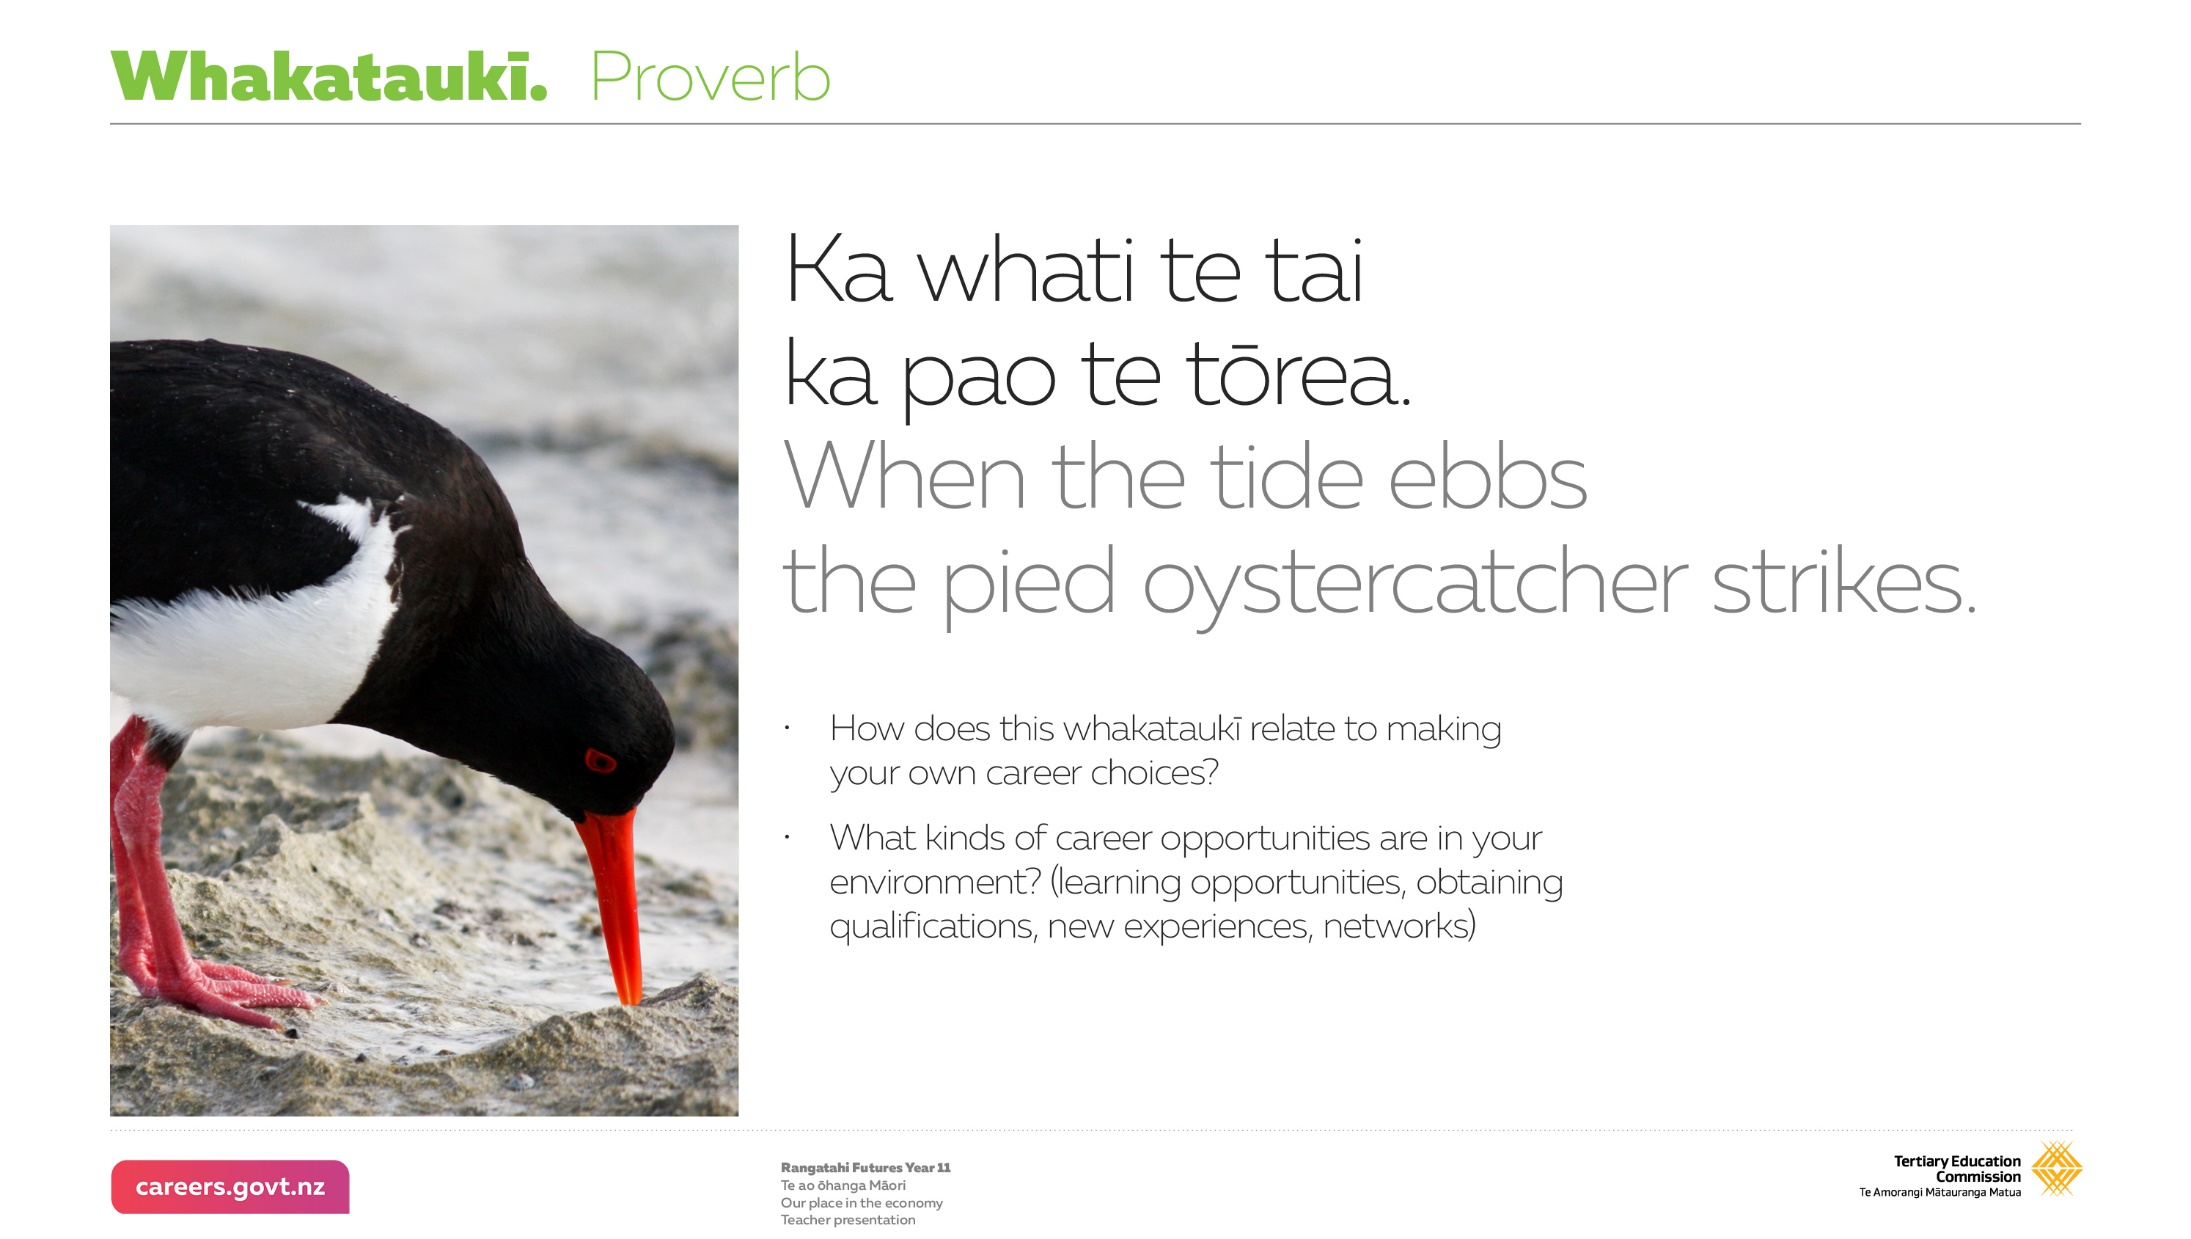 Whakataukī. Proverb
Ka whati te tai
ka pao te tōrea.
When the tide ebbs
the pied oystercatcher strikes.
· How does this whakataukī relate to making
your own career choices?
· What kinds of career opportunities are in your
environment? (learning opportunities, obtaining
qualifications, new experiences, networks)
careers.govt.nz
Rangatahi Futures Year 11
Te ao ōhanga Māori
Our place in the economy
Teacher presentation
Tertiary Education
Commission
Te Amorangi Mātauranga Matua